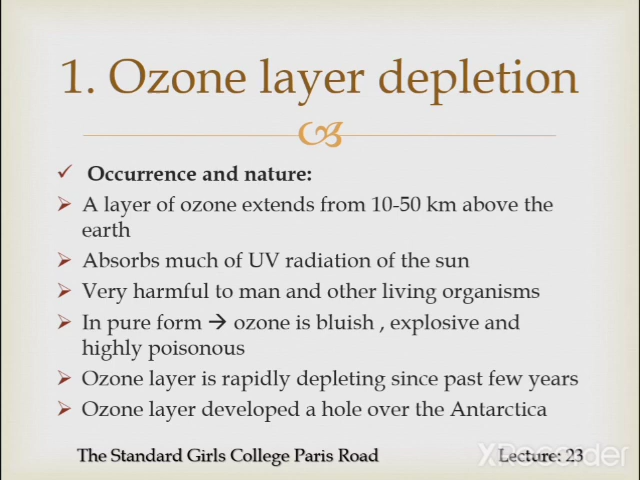 1. Ozone layer depletion
✓ Occurrence and nature:
➢ A layer of ozone extends from 10-50 km above the
earth
➢ Absorbs much of UV radiation of the sun
➢ Very harmful to man and other living organisms
➢ In pure form → ozone is bluish , explosive and
highly poisonous
➢ Ozone layer is rapidly depleting since past few years
➢ Ozone layer developed a hole over the Antarctica
The Standard Girls College Paris Road Lecture: 23
XRecorder